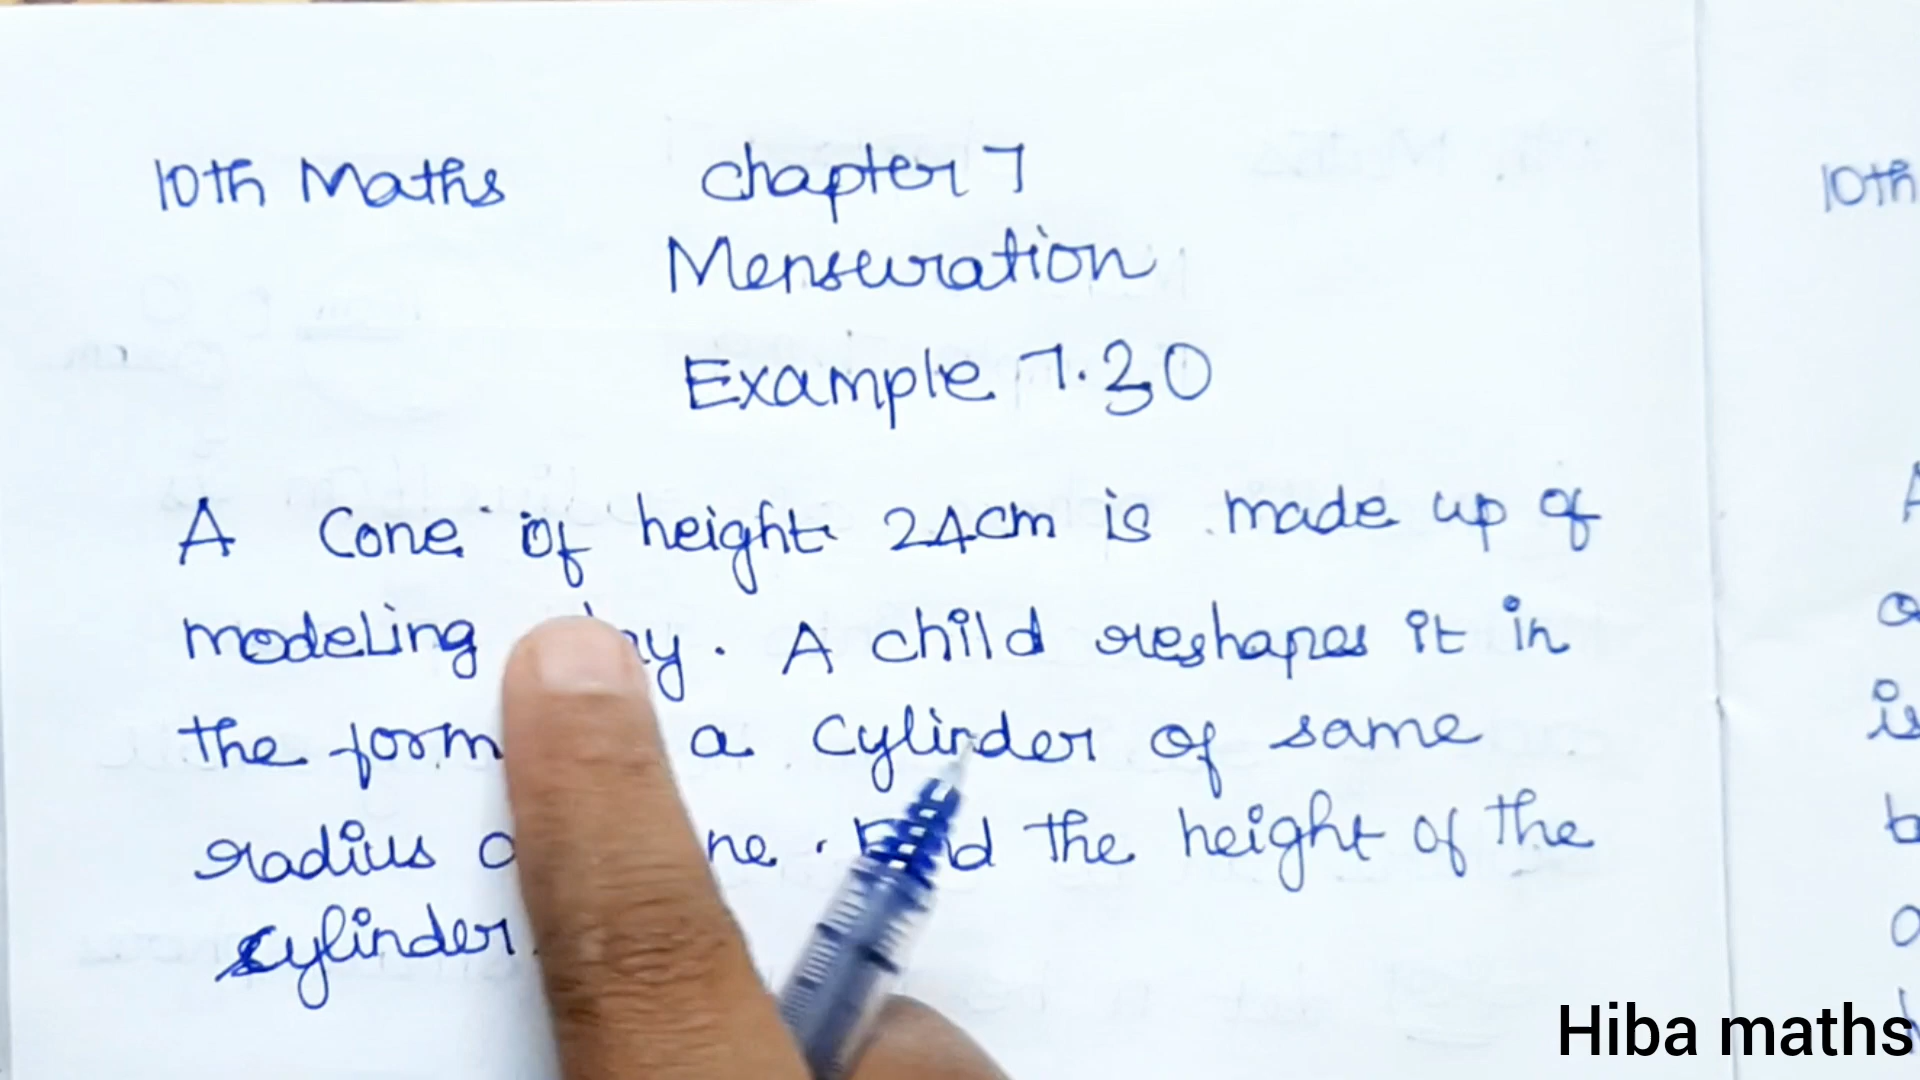 10th Maths chapter 7
Mensuration
Example 7.30
A Cone of height 24cm is made up of
modeling . A child reshapes it in
the form a cylinder of same
radius . the height of the
cylinder
10th
is
Hiba maths